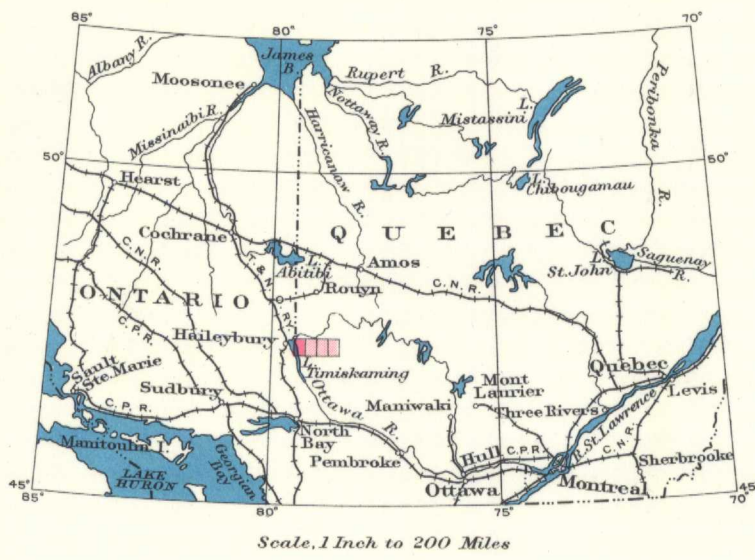 85°
80°
75°
70°
Albany R.
James
B.
Moosonee
Rupert R.
Nottaway R.
L.
Mistassini
Peribonka
R.
Missinaibi R.
Harricanaw R.
50°
50°
Hearst
L.
Chibougamau
Cochrane
QUEBEC
C.N.R.
T. & N. O. RY.
L.
Abitibi
Amos
L.
St. John
Saguenay
R.
Rouyn
C.N.R.
ONTARIO
C.P.R.
Haileybury
L.
Timiskaming
Quebec
Sault
Ste. Marie
Sudbury
Ottawa R.
Maniwaki
Mont
Laurier
Levis
C.P.R.
Three Rivers
R. St. Lawrence
North
Bay
Manitoulin I.
Georgian
Bay
Pembroke
Hull
C.P.R.
C.N.R.
Sherbrooke
LAKE
HURON
Ottawa
Montreal
45°
45
85°
80°
75°
70°
Scale, 1 Inch to 200 Miles